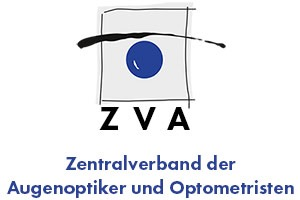 ZVA
Zentralverband der
Augenoptiker und Optometristen